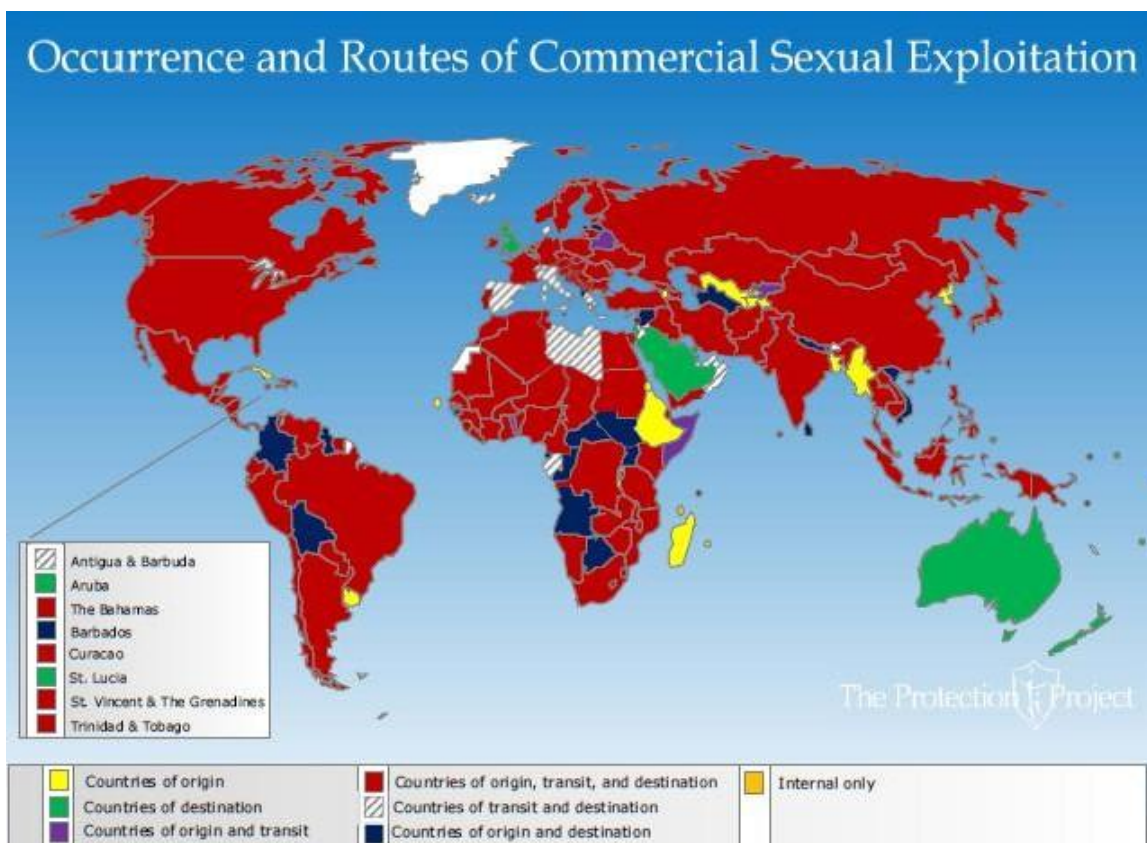 Occurrence and Routes of Commercial Sexual Exploitation
Antigua & Barbuda
Aruba
The Bahamas
Barbados
Curacao
St. Lucia
St. Vincent & The Grenadines
Trinidad & Tobago
The Protection Project
Countries of origin
Countries of destination
Countries of origin and transit
Countries of origin, transit, and destination
Countries of transit and destination
Countries of origin and destination
Internal only